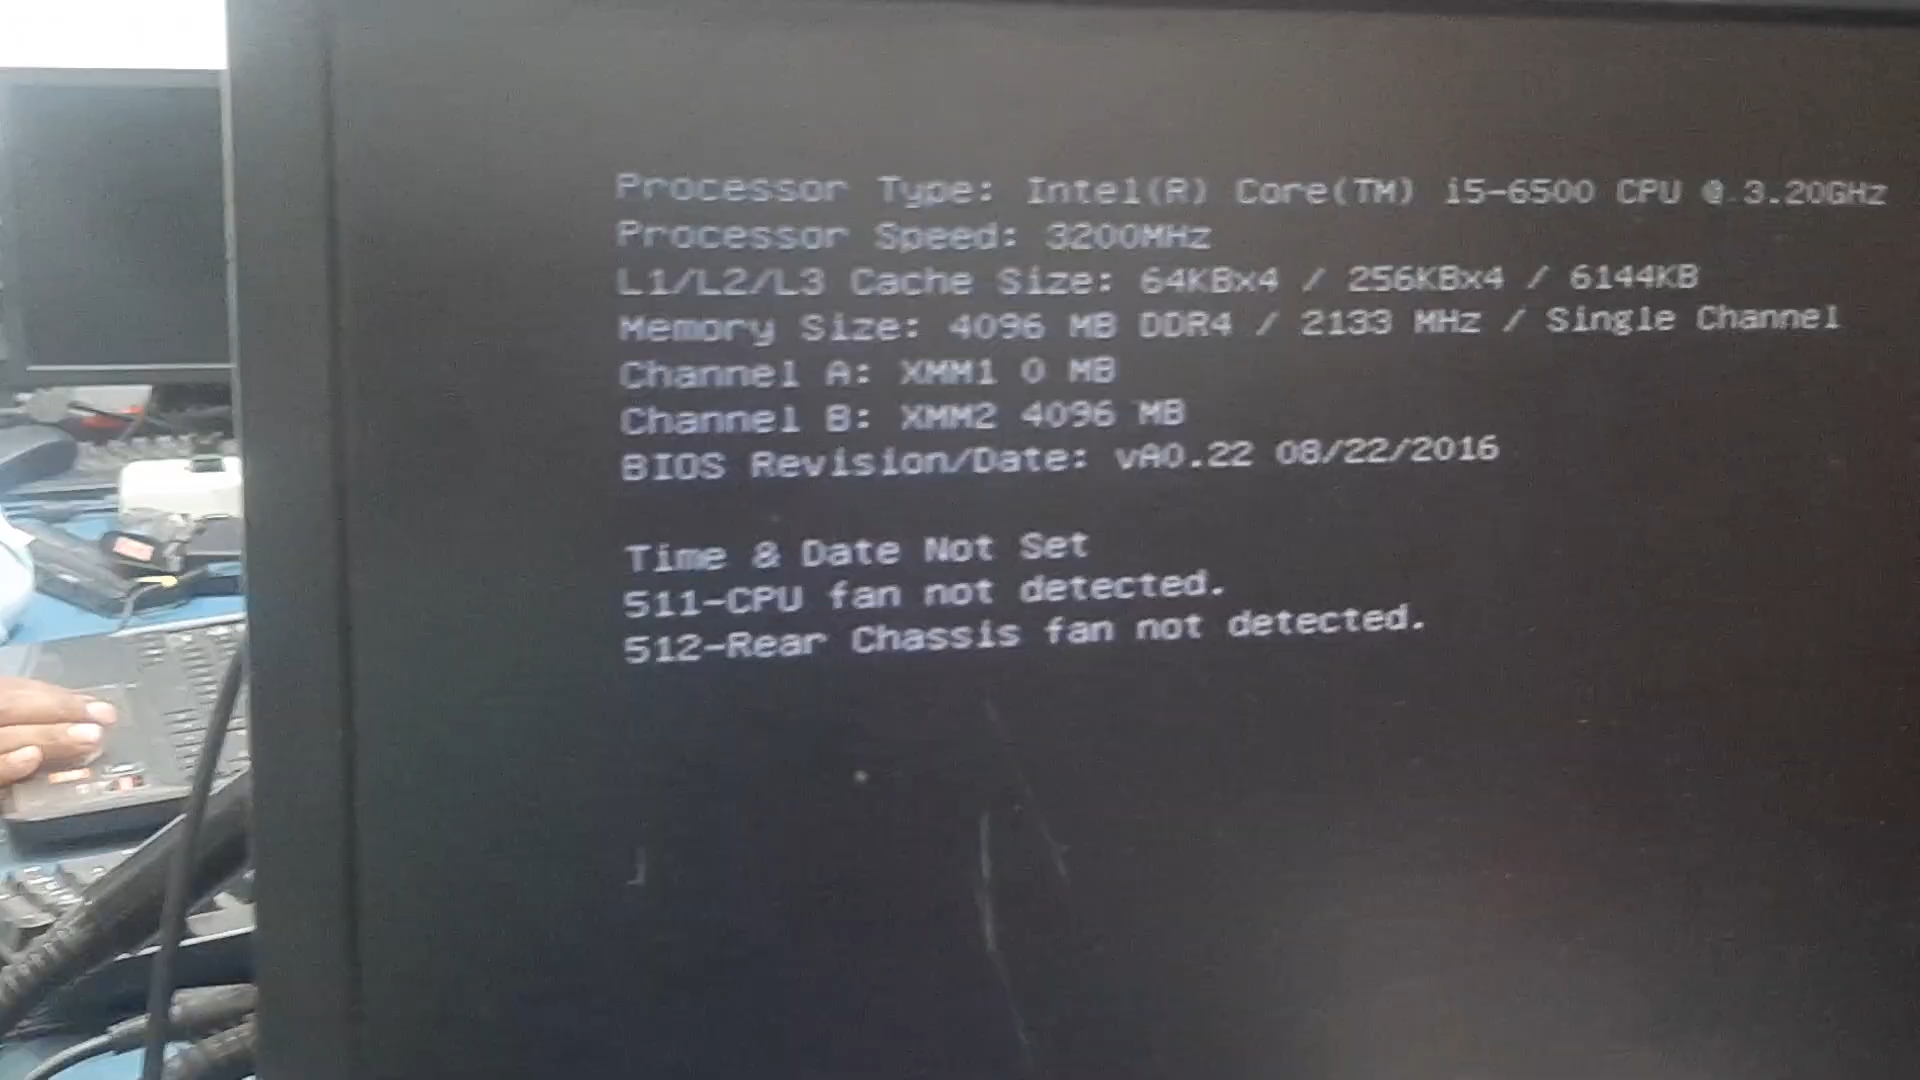 Processor Type: Intel(R) Core(TM) i5-6500 CPU @ 3.20GHz
Processor Speed: 3200MHz
L1/L2/L3 Cache Size: 64KBx4 / 256KBx4 / 6144KB
Memory Size: 4096 MB DDR4 / 2133 MHz / Single Channel
Channel A: XMM1 0 MB
Channel B: XMM2 4096 MB
BIOS Revision/Date: vA0.22 08/22/2016
Time & Date Not Set
511-CPU fan not detected.
512-Rear Chassis fan not detected.